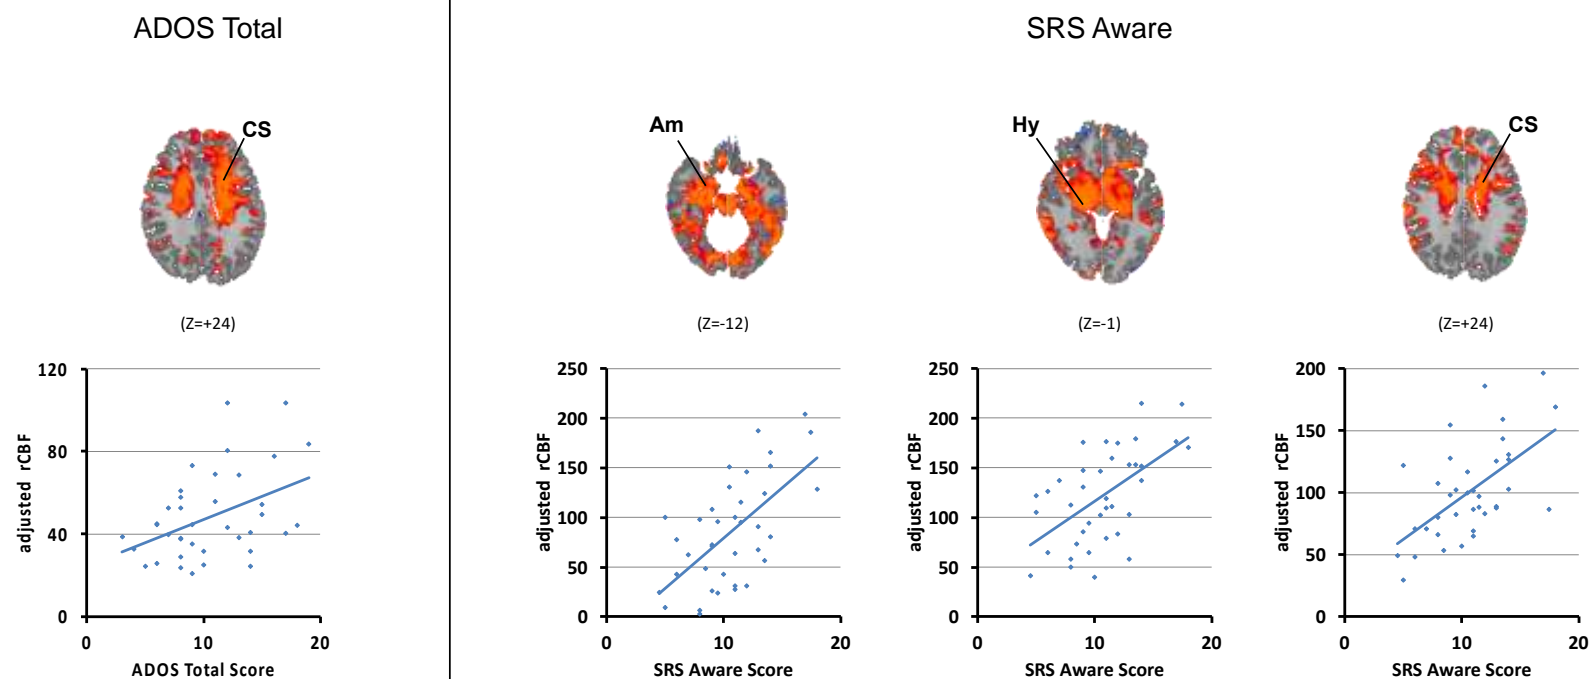 ADOS Total
SRS Aware
CS
Am
Hy
CS
(Z=+24)
(Z=-12)
(Z=-1)
(Z=+24)
120
80
40
0
adjusted rCBF
0 10 20
ADOS Total Score
250
200
150
100
50
0
adjusted rCBF
0 10 20
SRS Aware Score
250
200
150
100
50
0
adjusted rCBF
0 10 20
SRS Aware Score
200
150
100
50
0
adjusted rCBF
0 10 20
SRS Aware Score